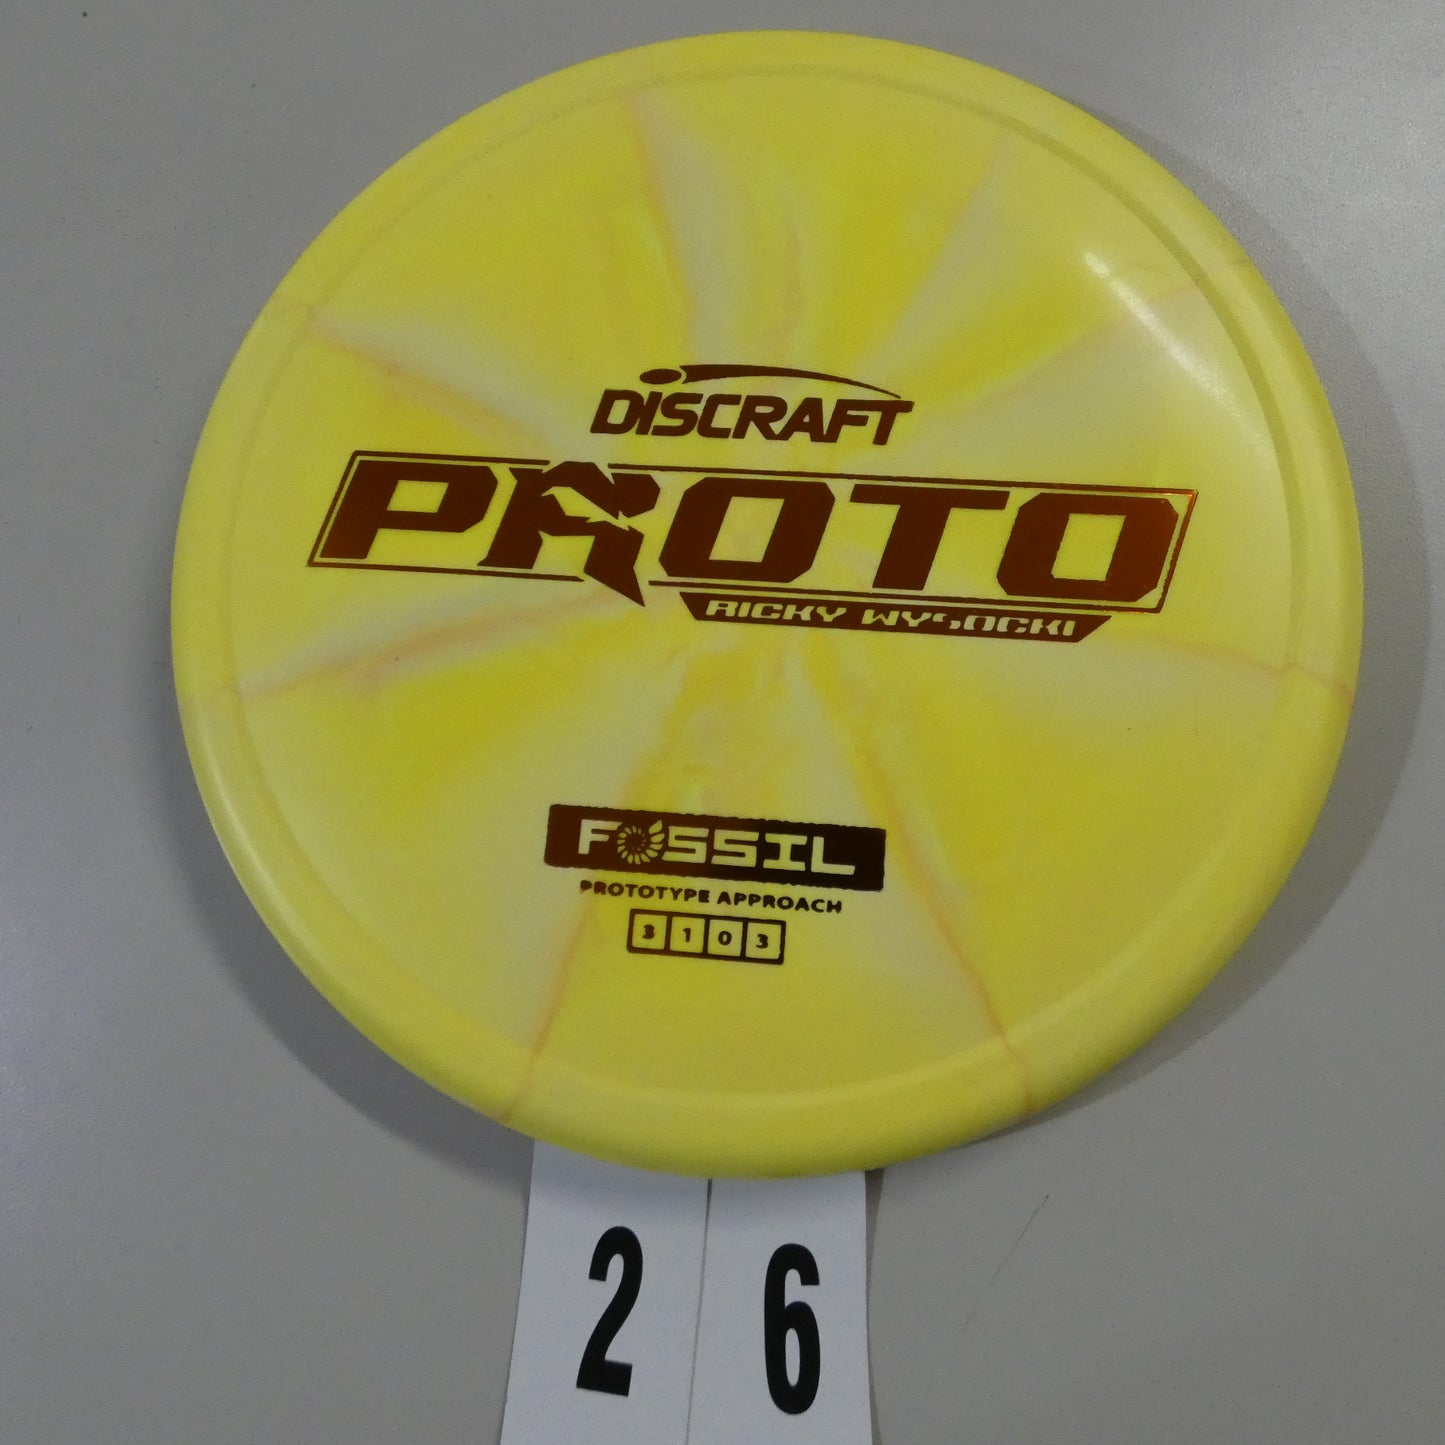 DISCRAFT
PROTO
RICKY WYSOCKI
FOSSIL
PROTOTYPE APPROACH
3 1 0 3
2 6